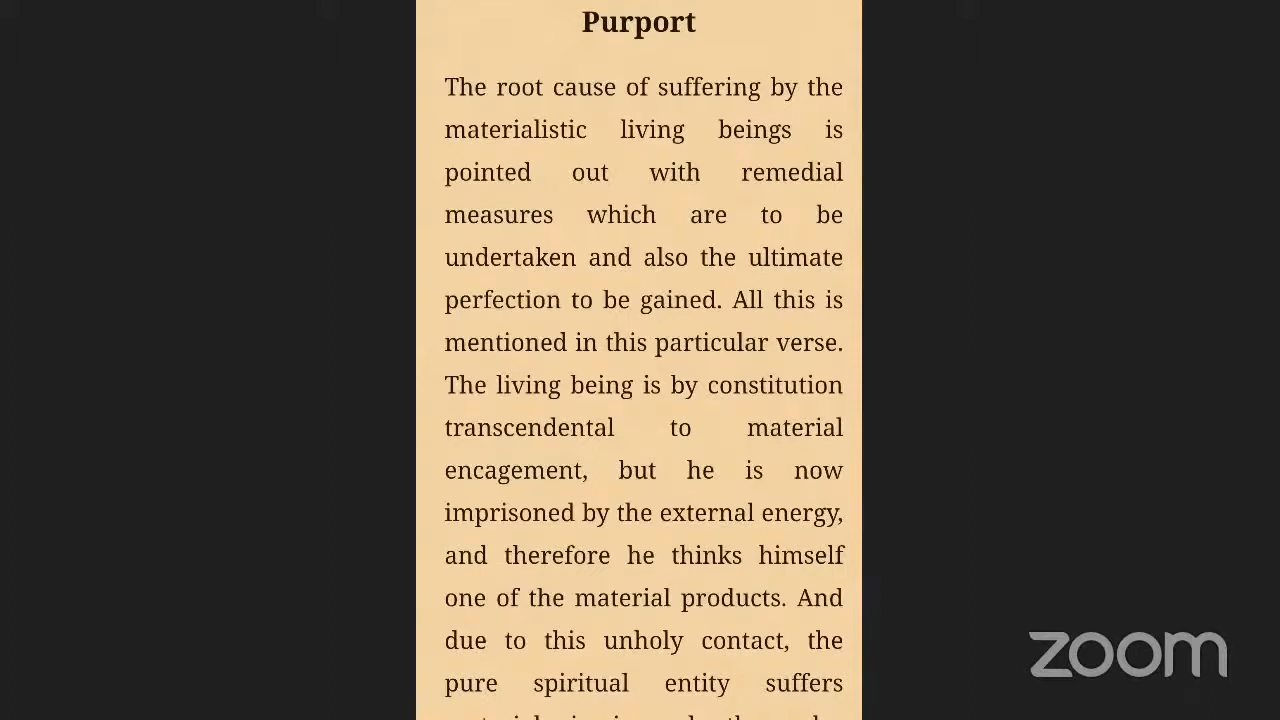 Purport
The root cause of suffering by the
materialistic living beings is
pointed out with remedial
measures which are to be
undertaken and also the ultimate
perfection to be gained. All this is
mentioned in this particular verse.
The living being is by constitution
transcendental to material
encagement, but he is now
imprisoned by the external energy,
and therefore he thinks himself
one of the material products. And
due to this unholy contact, the
pure spiritual entity suffers
zoom